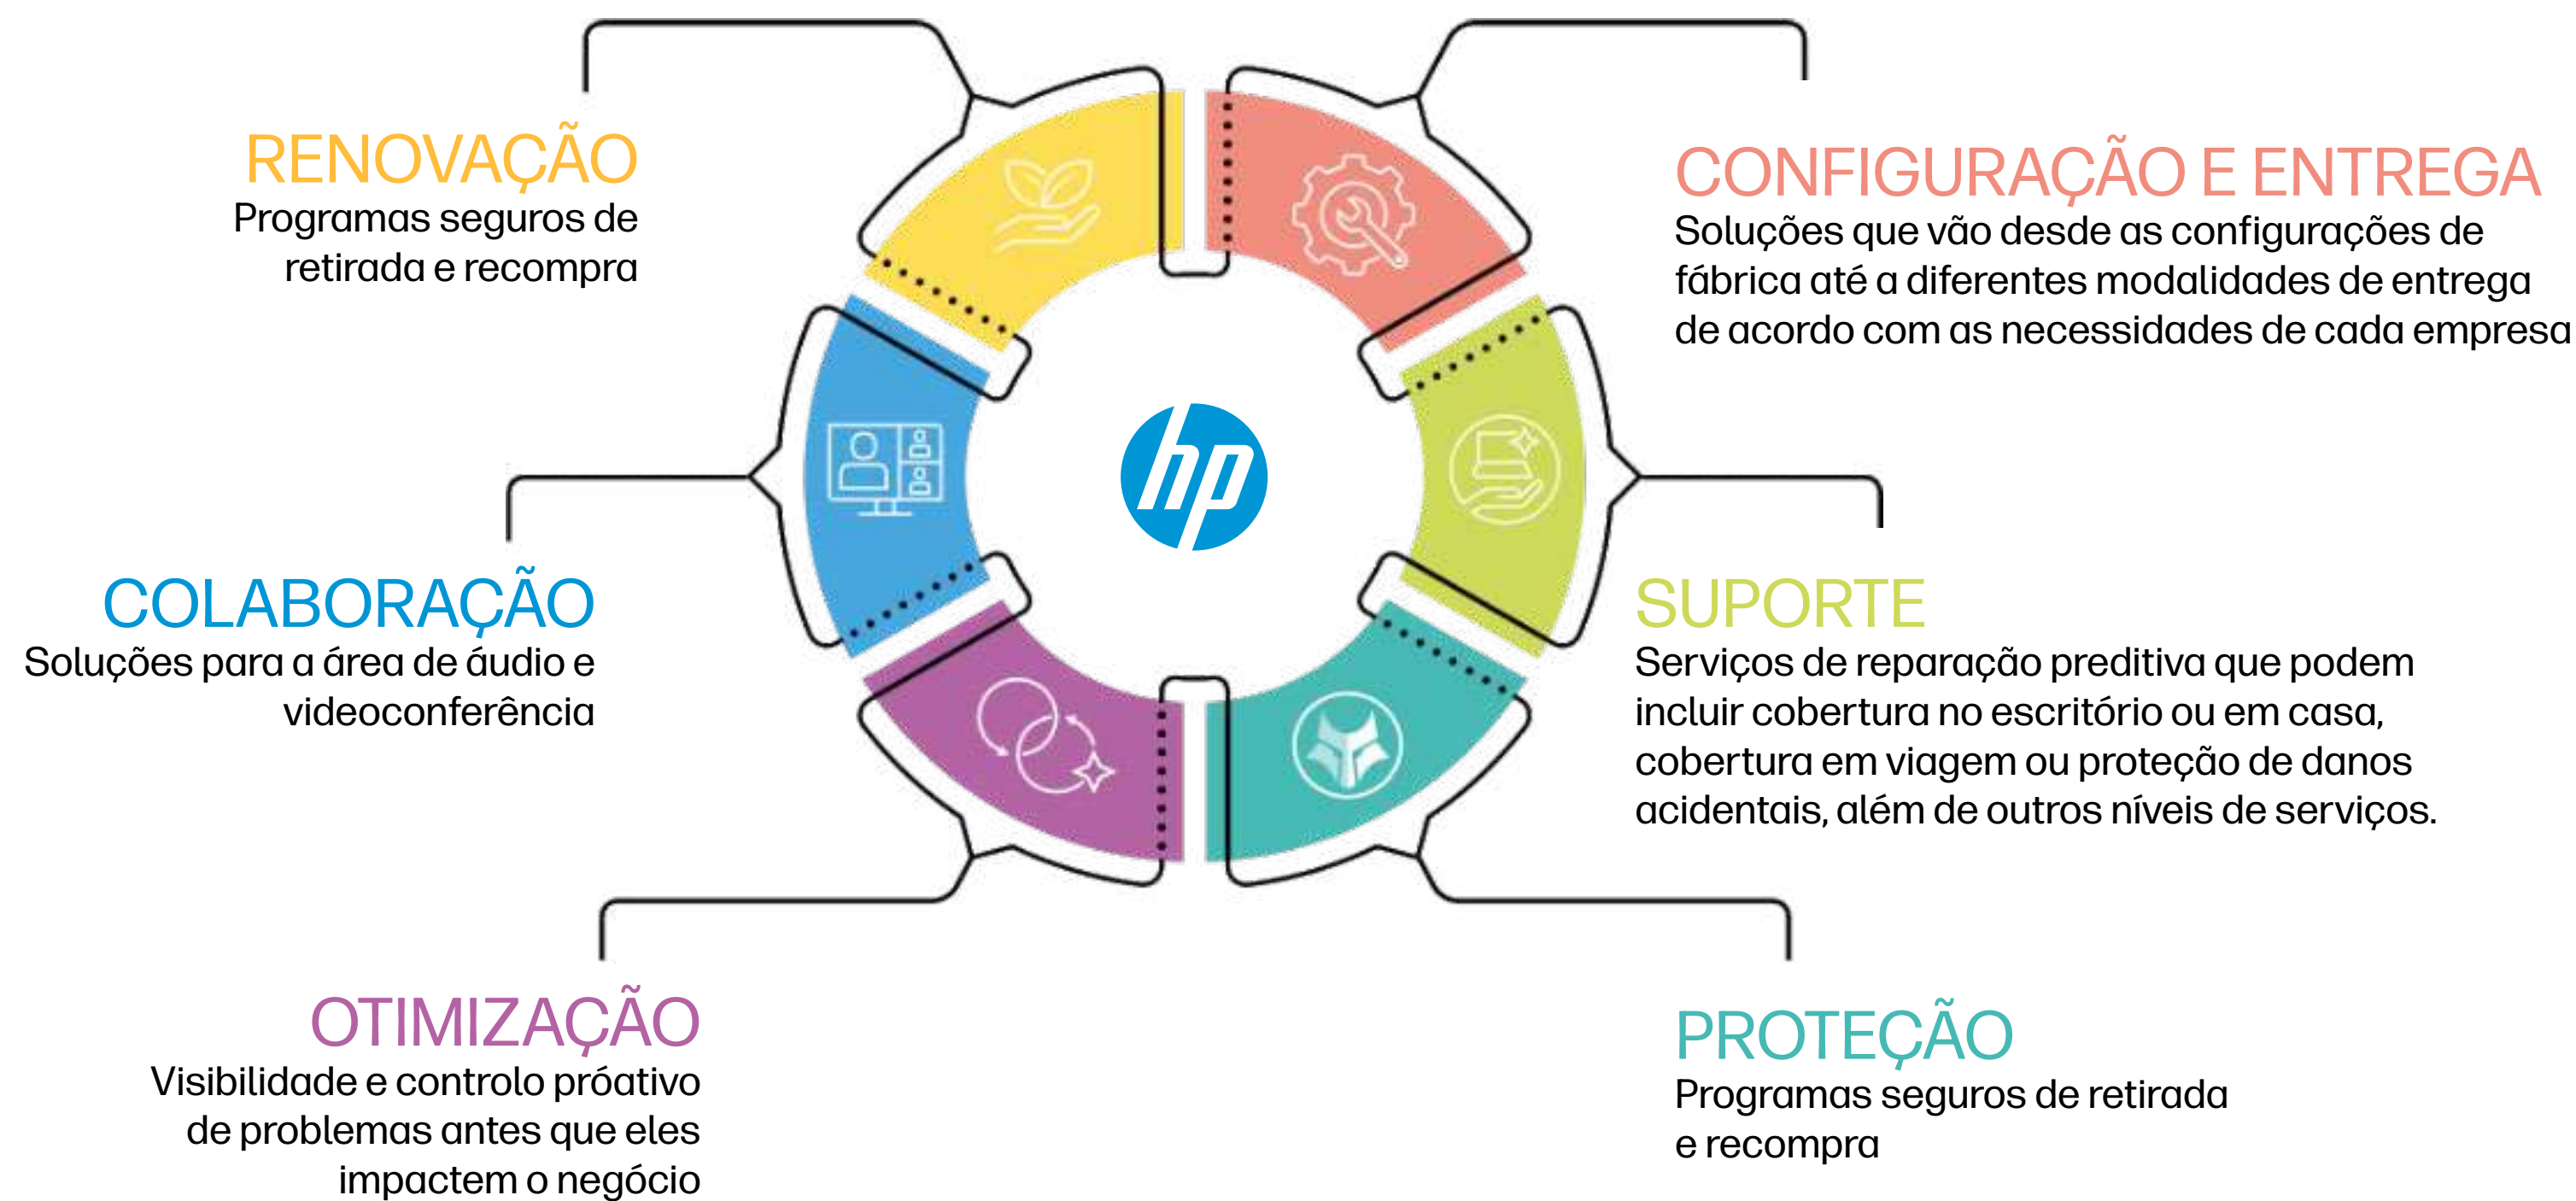 RENOVAÇÃO
Programas seguros de
retirada e recompra
CONFIGURAÇÃO E ENTREGA
Soluções que vão desde as configurações de
fábrica até a diferentes modalidades de entrega
de acordo com as necessidades de cada empresa
hp
COLABORAÇÃO
Soluções para a área de áudio e
videoconferência
SUPORTE
Serviços de reparação preditiva que podem
incluir cobertura no escritório ou em casa,
cobertura em viagem ou proteção de danos
acidentais, além de outros níveis de serviços.
OTIMIZAÇÃO
Visibilidade e controlo próativo
de problemas antes que eles
impactem o negócio
PROTEÇÃO
Programas seguros de retirada
e recompra